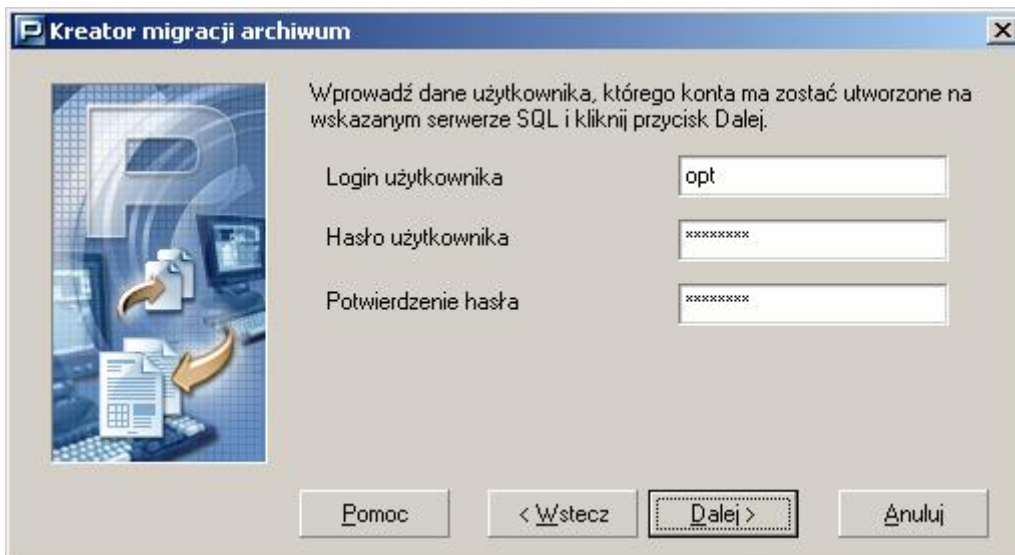 Kreator migracji archiwum
Wprowadź dane użytkownika, którego konta ma zostać utworzone na
wskazanym serwerze SQL i kliknij przycisk Dalej.
Login użytkownika
opt
Hasło użytkownika
××××××××
Potwierdzenie hasła
××××××××
Pomoc
< Wstecz
Dalej >
Anuluj